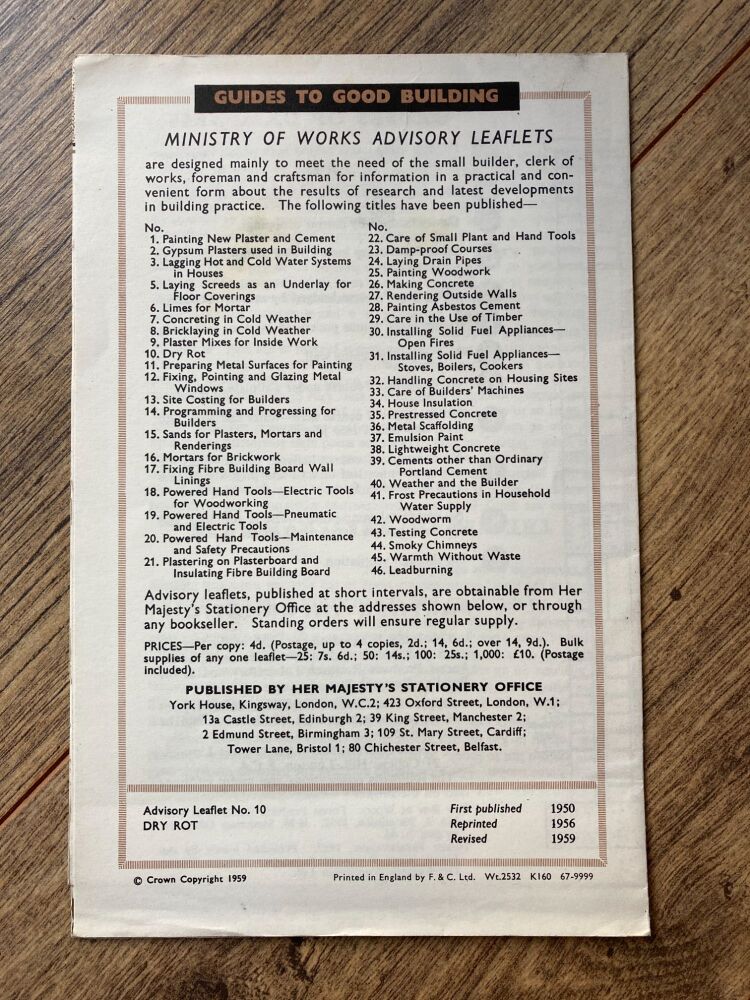 GUIDES TO GOOD BUILDING
MINISTRY OF WORKS ADVISORY LEAFLETS
are designed mainly to meet the need of the small builder, clerk of
works, foreman and craftsman for information in a practical and con-
venient form about the results of research and latest developments
in building practice. The following titles have been published—
No.
1. Painting New Plaster and Cement
2. Gypsum Plasters used in Building
3. Lagging Hot and Cold Water Systems
in Houses
5. Laying Screeds as an Underlay for
Floor Coverings
6. Limes for Mortar
7. Concreting in Cold Weather
8. Bricklaying in Cold Weather
9. Plaster Mixes for Inside Work
10. Dry Rot
11. Preparing Metal Surfaces for Painting
12. Fixing, Pointing and Glazing Metal
Windows
13. Site Costing for Builders
14. Programming and Progressing for
Builders
15. Sands for Plasters, Mortars and
Renderings
16. Mortars for Brickwork
17. Fixing Fibre Building Board Wall
Linings
18. Powered Hand Tools—Electric Tools
for Woodworking
19. Powered Hand Tools—Pneumatic
and Electric Tools
20. Powered Hand Tools—Maintenance
and Safety Precautions
21. Plastering on Plasterboard and
Insulating Fibre Building Board
No.
22. Care of Small Plant and Hand Tools
23. Damp-proof Courses
24. Laying Drain Pipes
25. Painting Woodwork
26. Making Concrete
27. Rendering Outside Walls
28. Painting Asbestos Cement
29. Care in the Use of Timber
30. Installing Solid Fuel Appliances—
Open Fires
31. Installing Solid Fuel Appliances—
Stoves, Boilers, Cookers
32. Handling Concrete on Housing Sites
33. Care of Builders' Machines
34. House Insulation
35. Prestressed Concrete
36. Metal Scaffolding
37. Emulsion Paint
38. Lightweight Concrete
39. Cements other than Ordinary
Portland Cement
40. Weather and the Builder
41. Frost Precautions in Household
Water Supply
42. Woodworm
43. Testing Concrete
44. Smoky Chimneys
45. Warmth Without Waste
46. Leadburning
Advisory leaflets, published at short intervals, are obtainable from Her
Majesty's Stationery Office at the addresses shown below, or through
any bookseller. Standing orders will ensure regular supply.
PRICES—Per copy: 4d. (Postage, up to 4 copies, 2d.; 14, 6d.; over 14, 9d.). Bulk
supplies of any one leaflet—25: 7s. 6d.; 50: 14s.; 100: 25s.; 1,000: £10. (Postage
included).
PUBLISHED BY HER MAJESTY'S STATIONERY OFFICE
York House, Kingsway, London, W.C.2; 423 Oxford Street, London, W.1;
13a Castle Street, Edinburgh 2; 39 King Street, Manchester 2;
2 Edmund Street, Birmingham 3; 109 St. Mary Street, Cardiff;
Tower Lane, Bristol 1; 80 Chichester Street, Belfast.
Advisory Leaflet No. 10
DRY ROT
First published 1950
Reprinted 1956
Revised 1959
© Crown Copyright 1959
Printed in England by F. & C. Ltd. Wt.2532 K160 67-9999